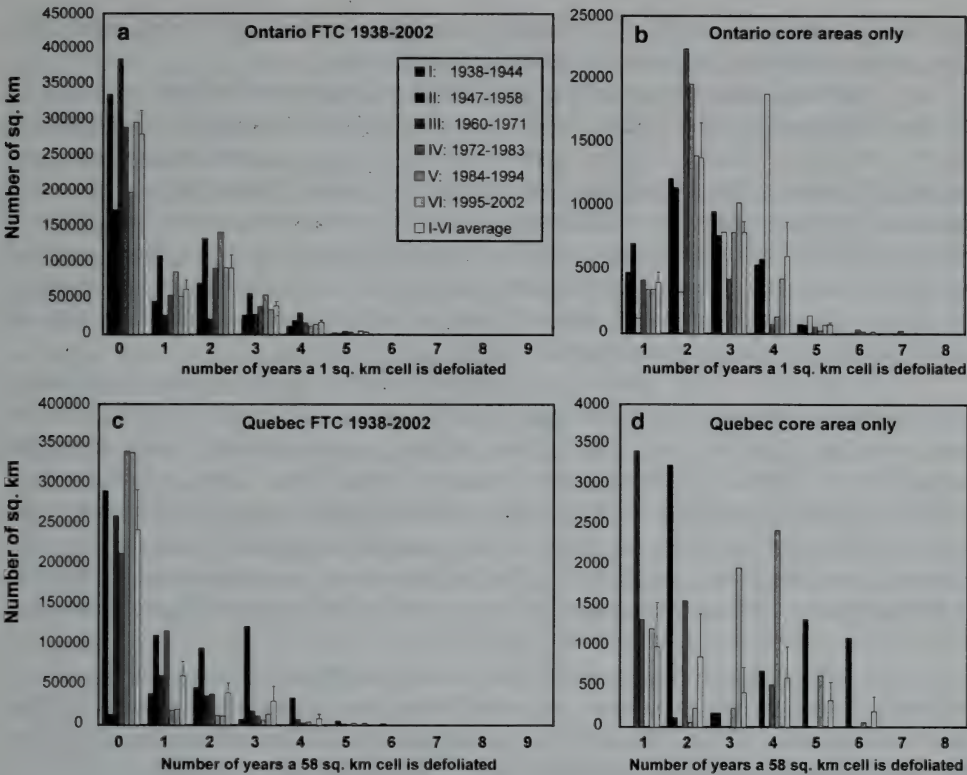 a
Ontario FTC 1938-2002
Number of sq. km
450000
400000
350000
300000
250000
200000
150000
100000
50000
0
I: 1938-1944
II: 1947-1958
III: 1960-1971
IV: 1972-1983
V: 1984-1994
VI: 1995-2002
I-VI average
0 1 2 3 4 5 6 7 8 9
number of years a 1 sq. km cell is defoliated
b
Ontario core areas only
25000
20000
15000
10000
5000
0
1 2 3 4 5 6 7 8
number of years a 1 sq. km cell is defoliated
c
Quebec FTC 1938-2002
Number of sq. km
400000
350000
300000
250000
200000
150000
100000
50000
0
0 1 2 3 4 5 6 7 8 9
Number of years a 58 sq. km cell is defoliated
d
Quebec core area only
4000
3500
3000
2500
2000
1500
1000
500
0
1 2 3 4 5 6 7 8
Number of years a 58 sq. km cell is defoliated